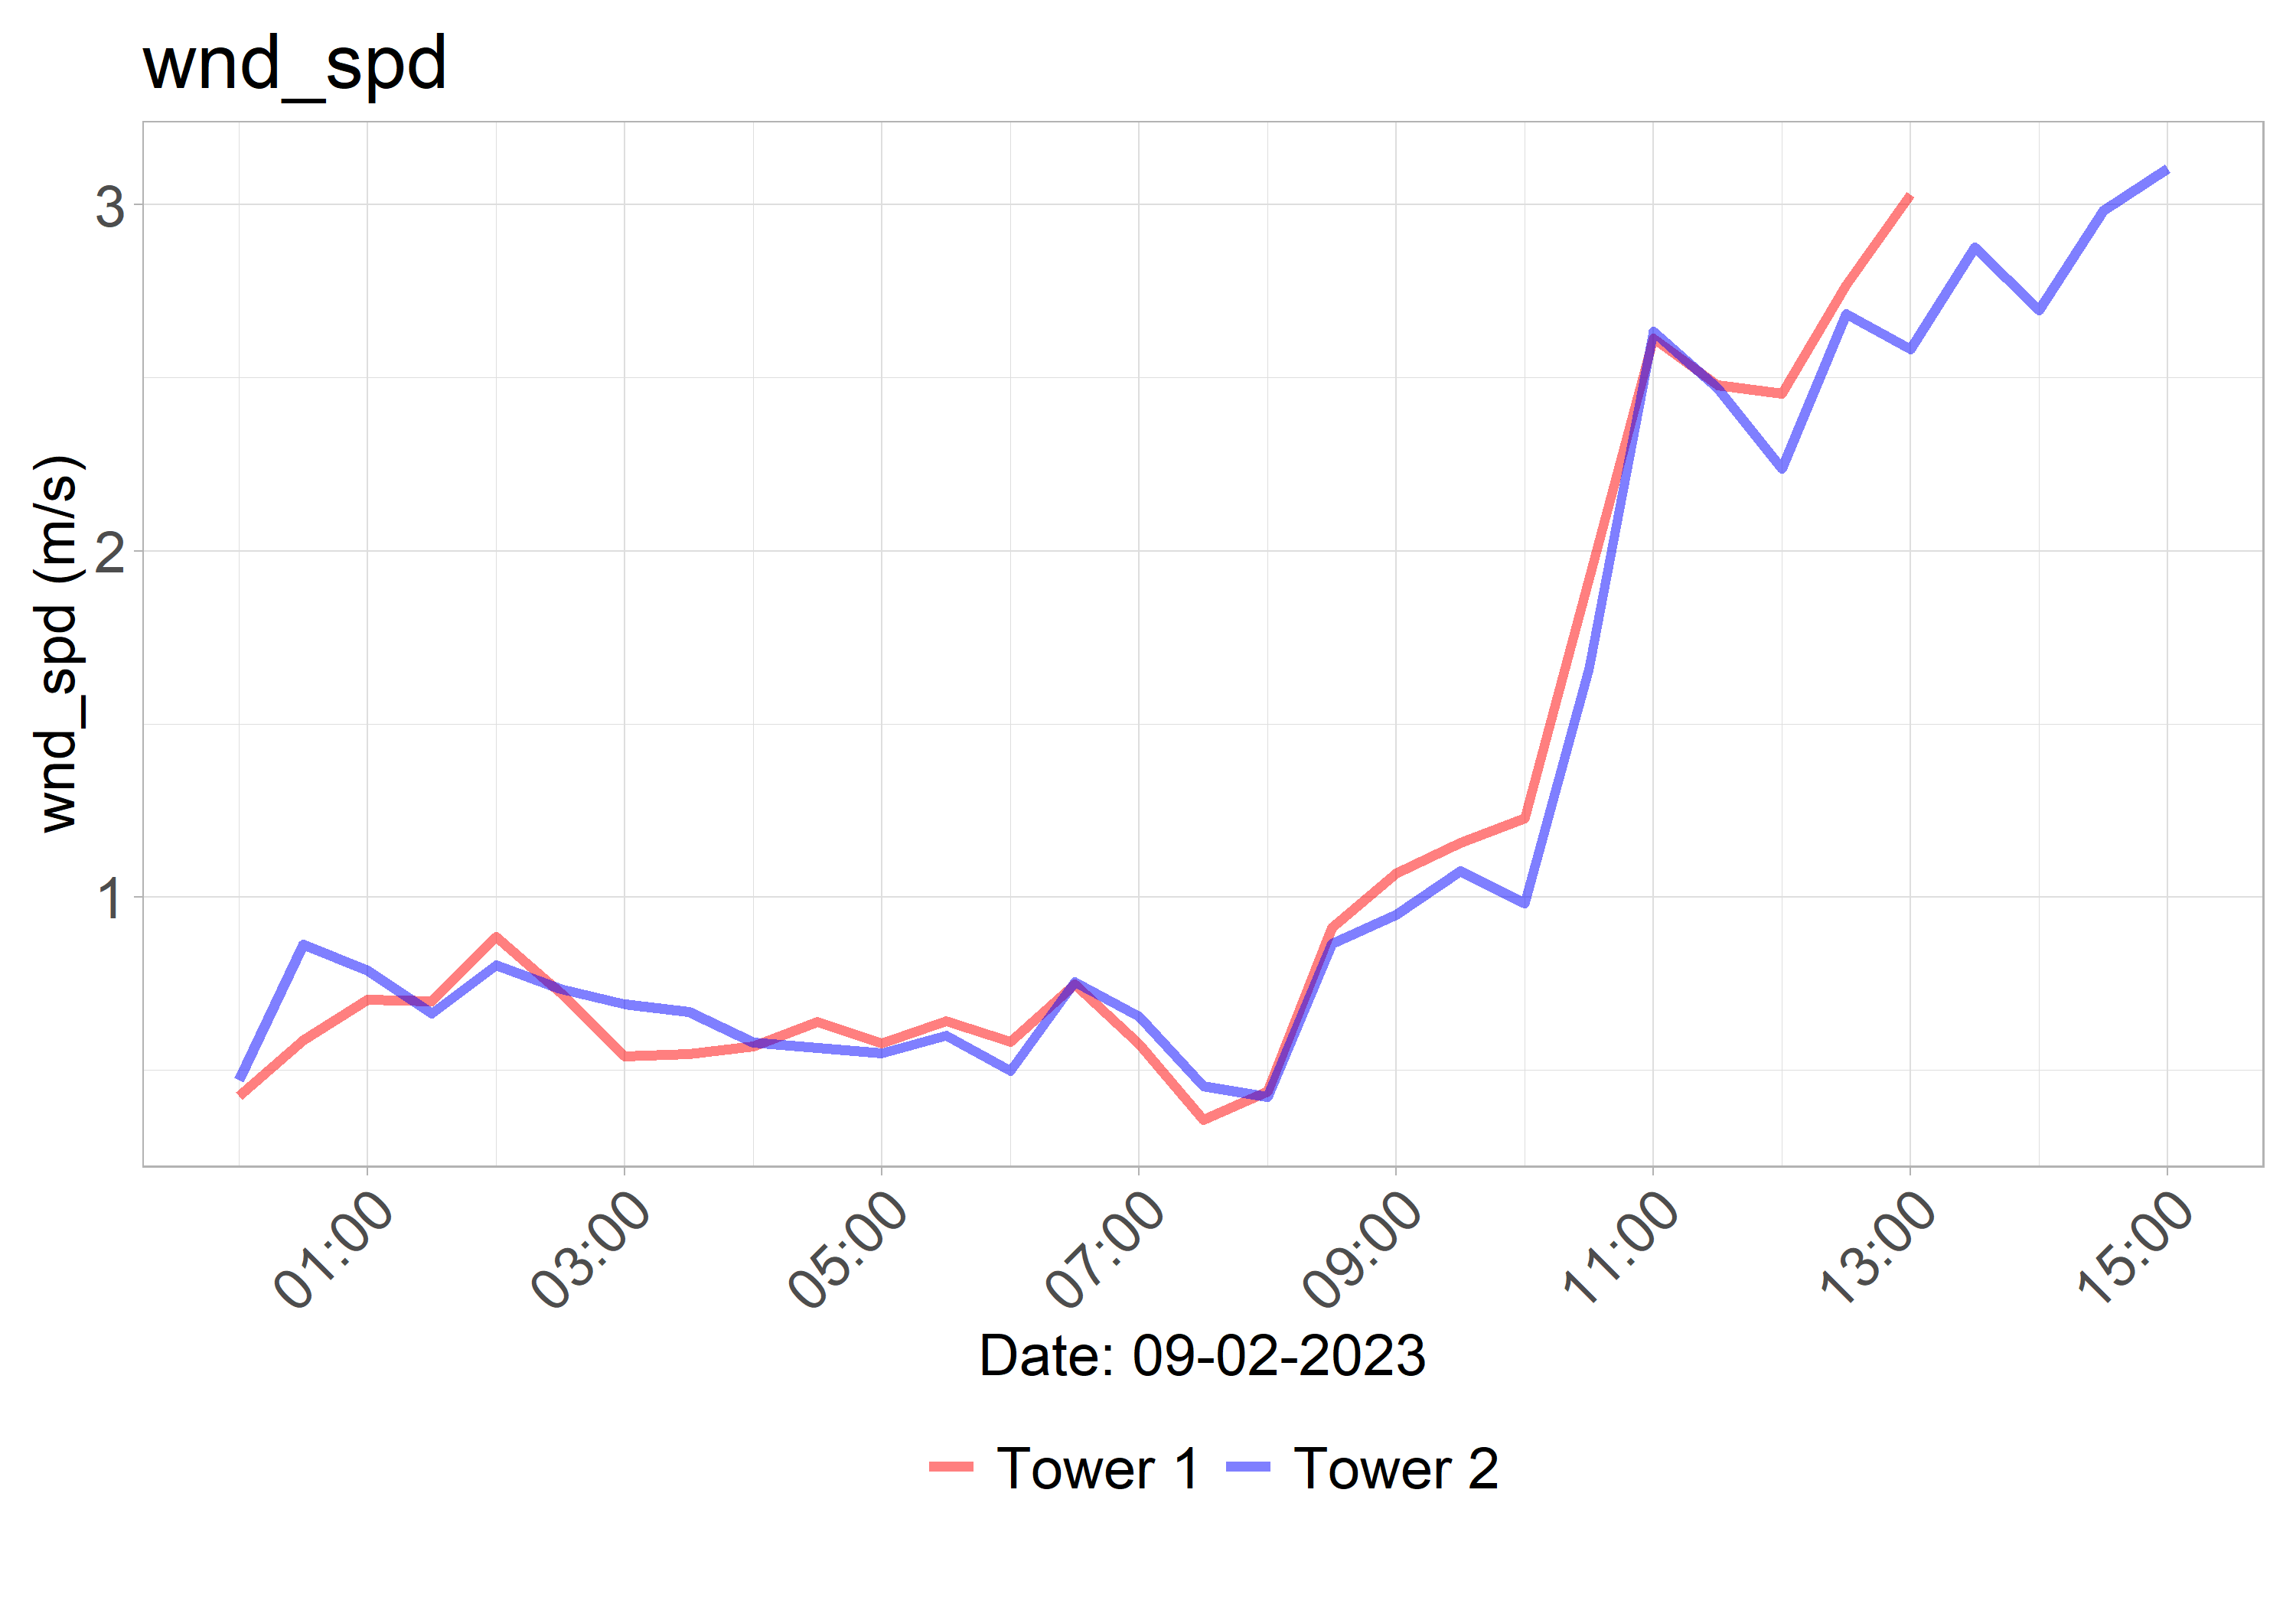 wnd_spd
wnd_spd (m/s)
3
2
1
01:00 03:00 05:00 07:00 09:00 11:00 13:00 15:00
Date: 09-02-2023
Tower 1 Tower 2